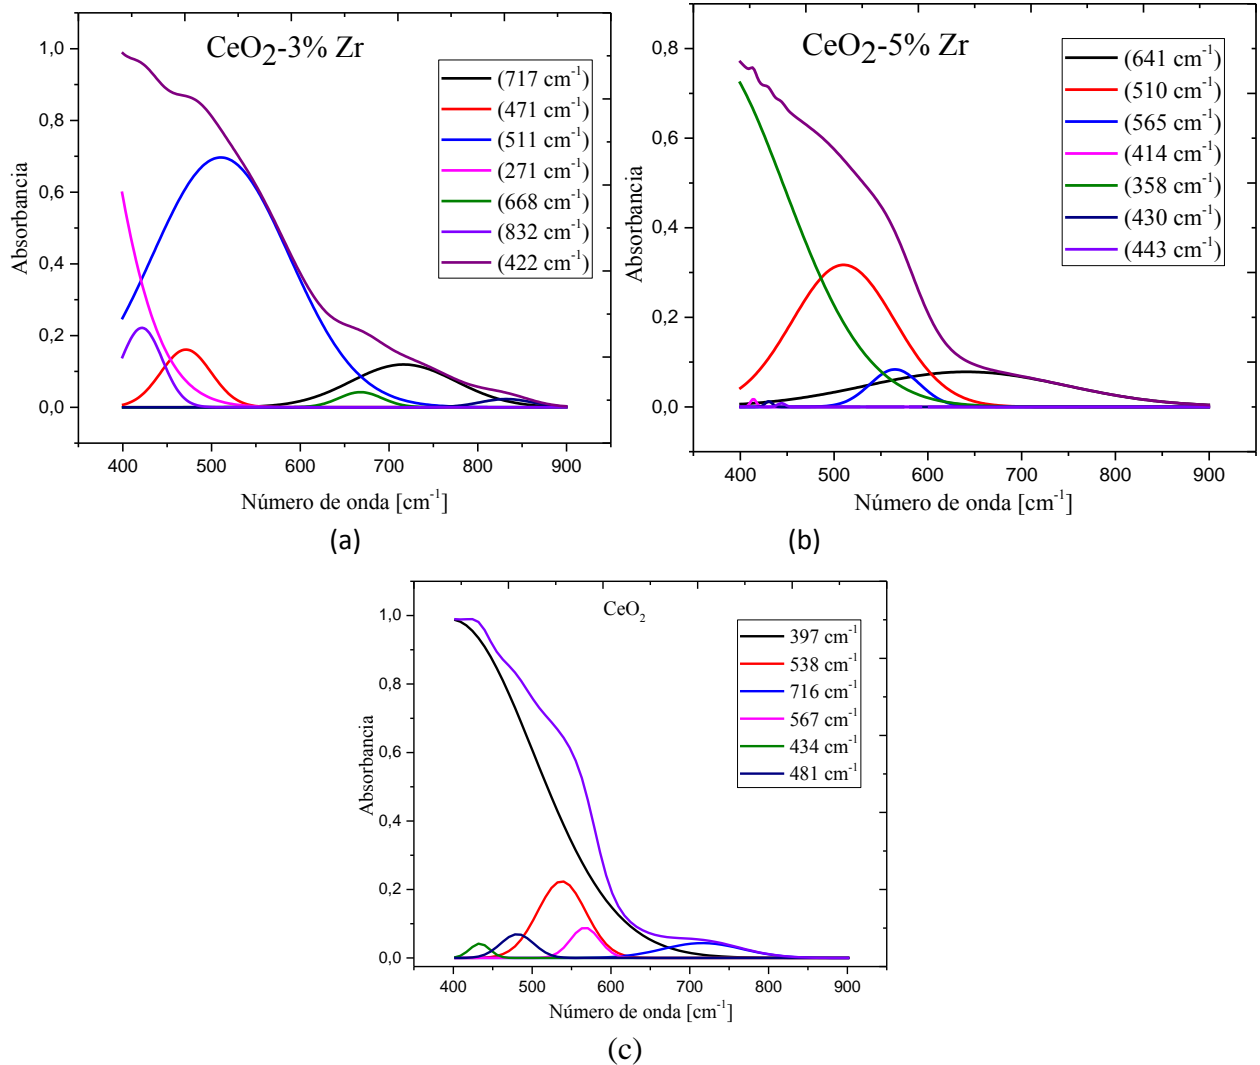 CeO2-3% Zr
1,0
0,8
0,6
0,4
0,2
0,0
Absorbancia
(717 cm-1)
(471 cm-1)
(511 cm-1)
(271 cm-1)
(668 cm-1)
(832 cm-1)
(422 cm-1)
400 500 600 700 800 900
Número de onda [cm-1]
(a)
CeO2-5% Zr
0,8
0,6
0,4
0,2
0,0
Absorbancia
(641 cm-1)
(510 cm-1)
(565 cm-1)
(414 cm-1)
(358 cm-1)
(430 cm-1)
(443 cm-1)
400 500 600 700 800 900
Número de onda [cm-1]
(b)
CeO2
1,0
0,8
0,6
0,4
0,2
0,0
Absorbancia
397 cm-1
538 cm-1
716 cm-1
567 cm-1
434 cm-1
481 cm-1
400 500 600 700 800 900
Número de onda [cm-1]
(c)